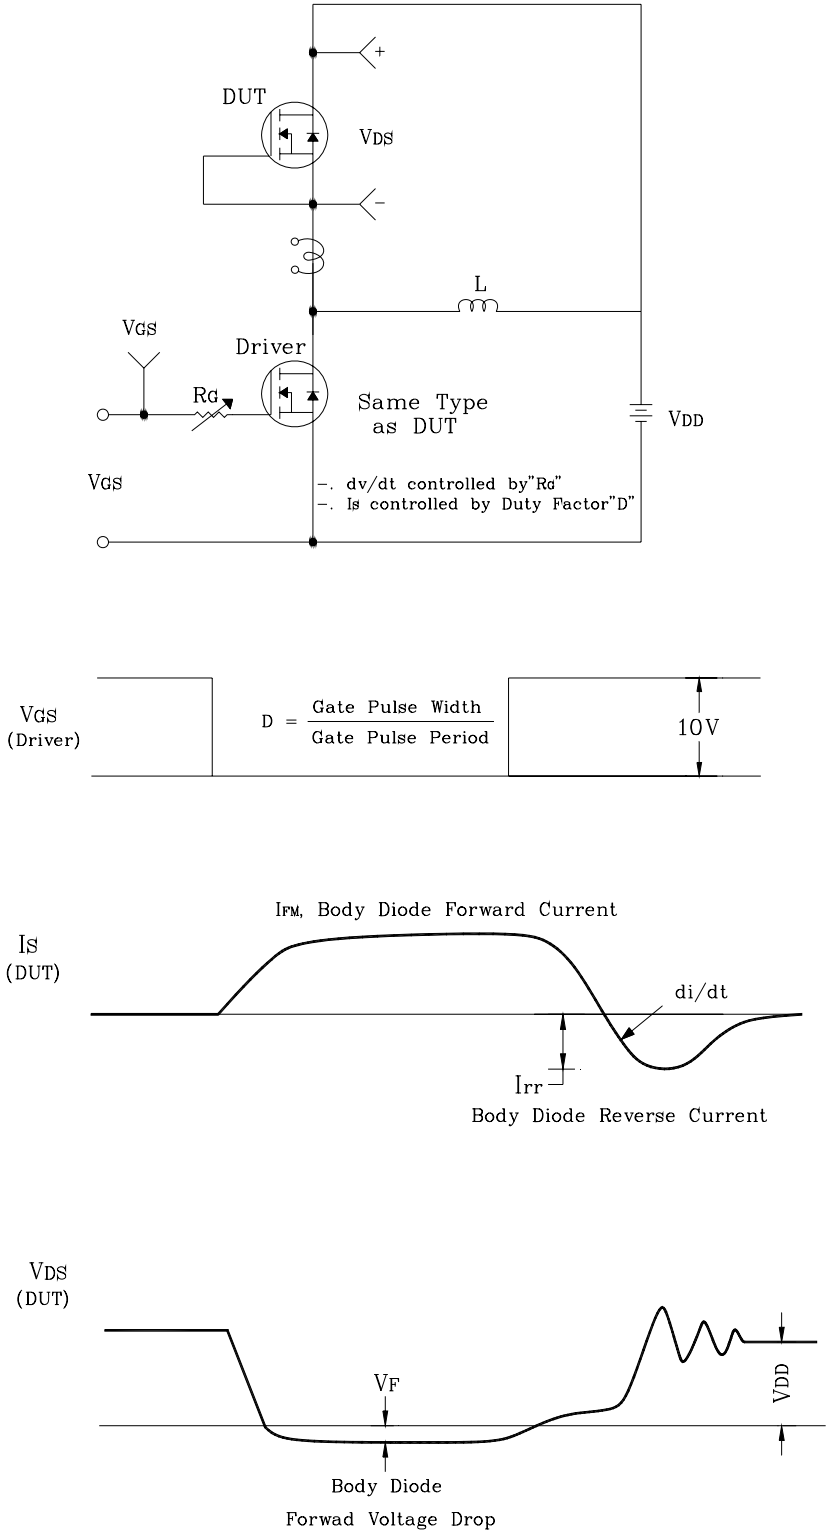 +
DUT
VDS
-
L
VGS
Driver
RG
Same Type
as DUT
VDD
VGS
-. dv/dt controlled by"RG"
-. Is controlled by Duty Factor"D"
VGS
(Driver)
D = Gate Pulse Width
Gate Pulse Period
10V
IFM, Body Diode Forward Current
IS
(DUT)
di/dt
Irr
Body Diode Reverse Current
VDS
(DUT)
VF
VDD
Body Diode
Forwad Voltage Drop